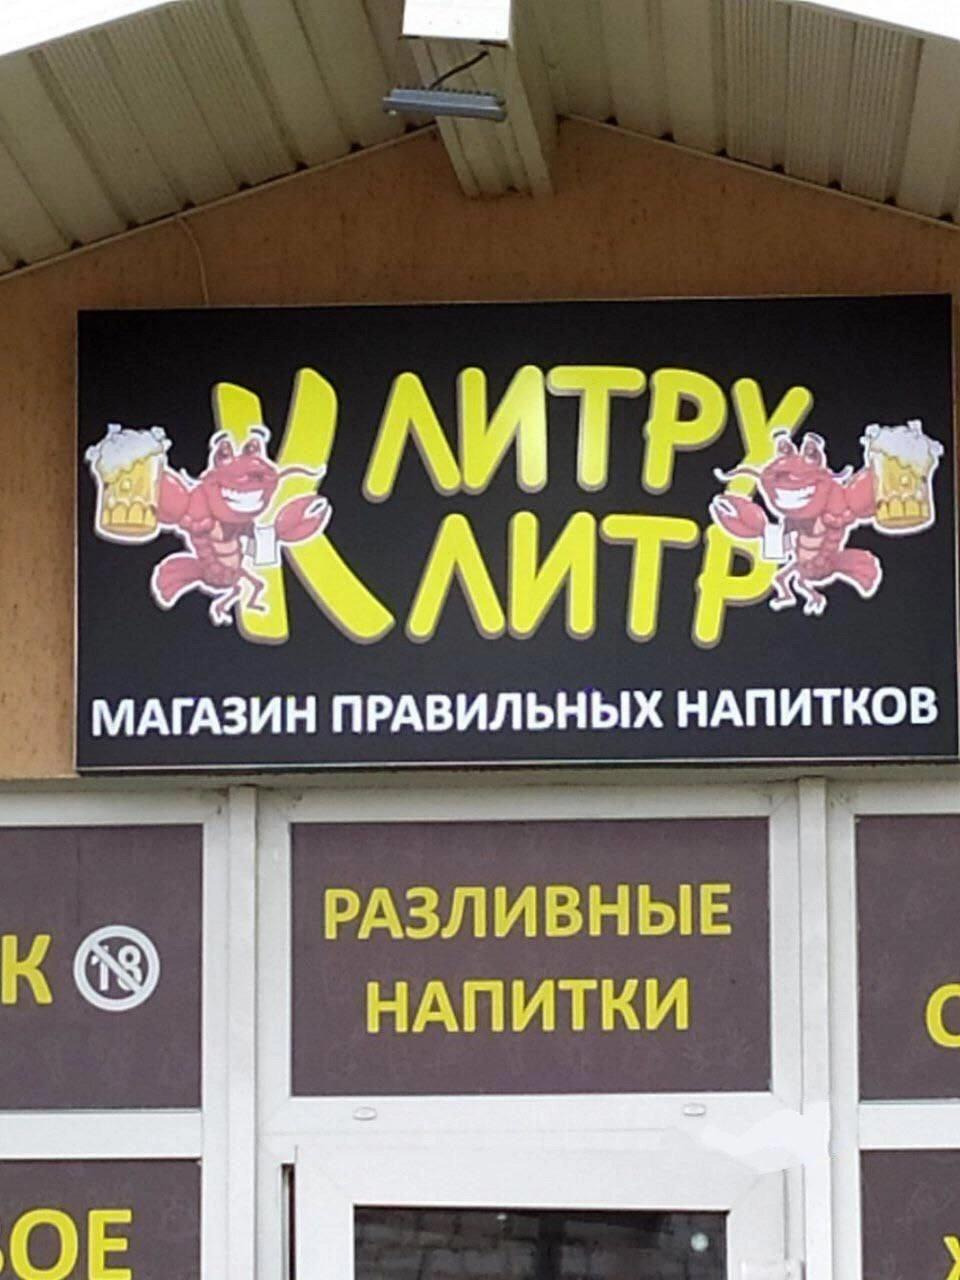 К ЛИТРУ
ЛИТР
МАГАЗИН ПРАВИЛЬНЫХ НАПИТКОВ
РАЗЛИВНЫЕ
НАПИТКИ
18